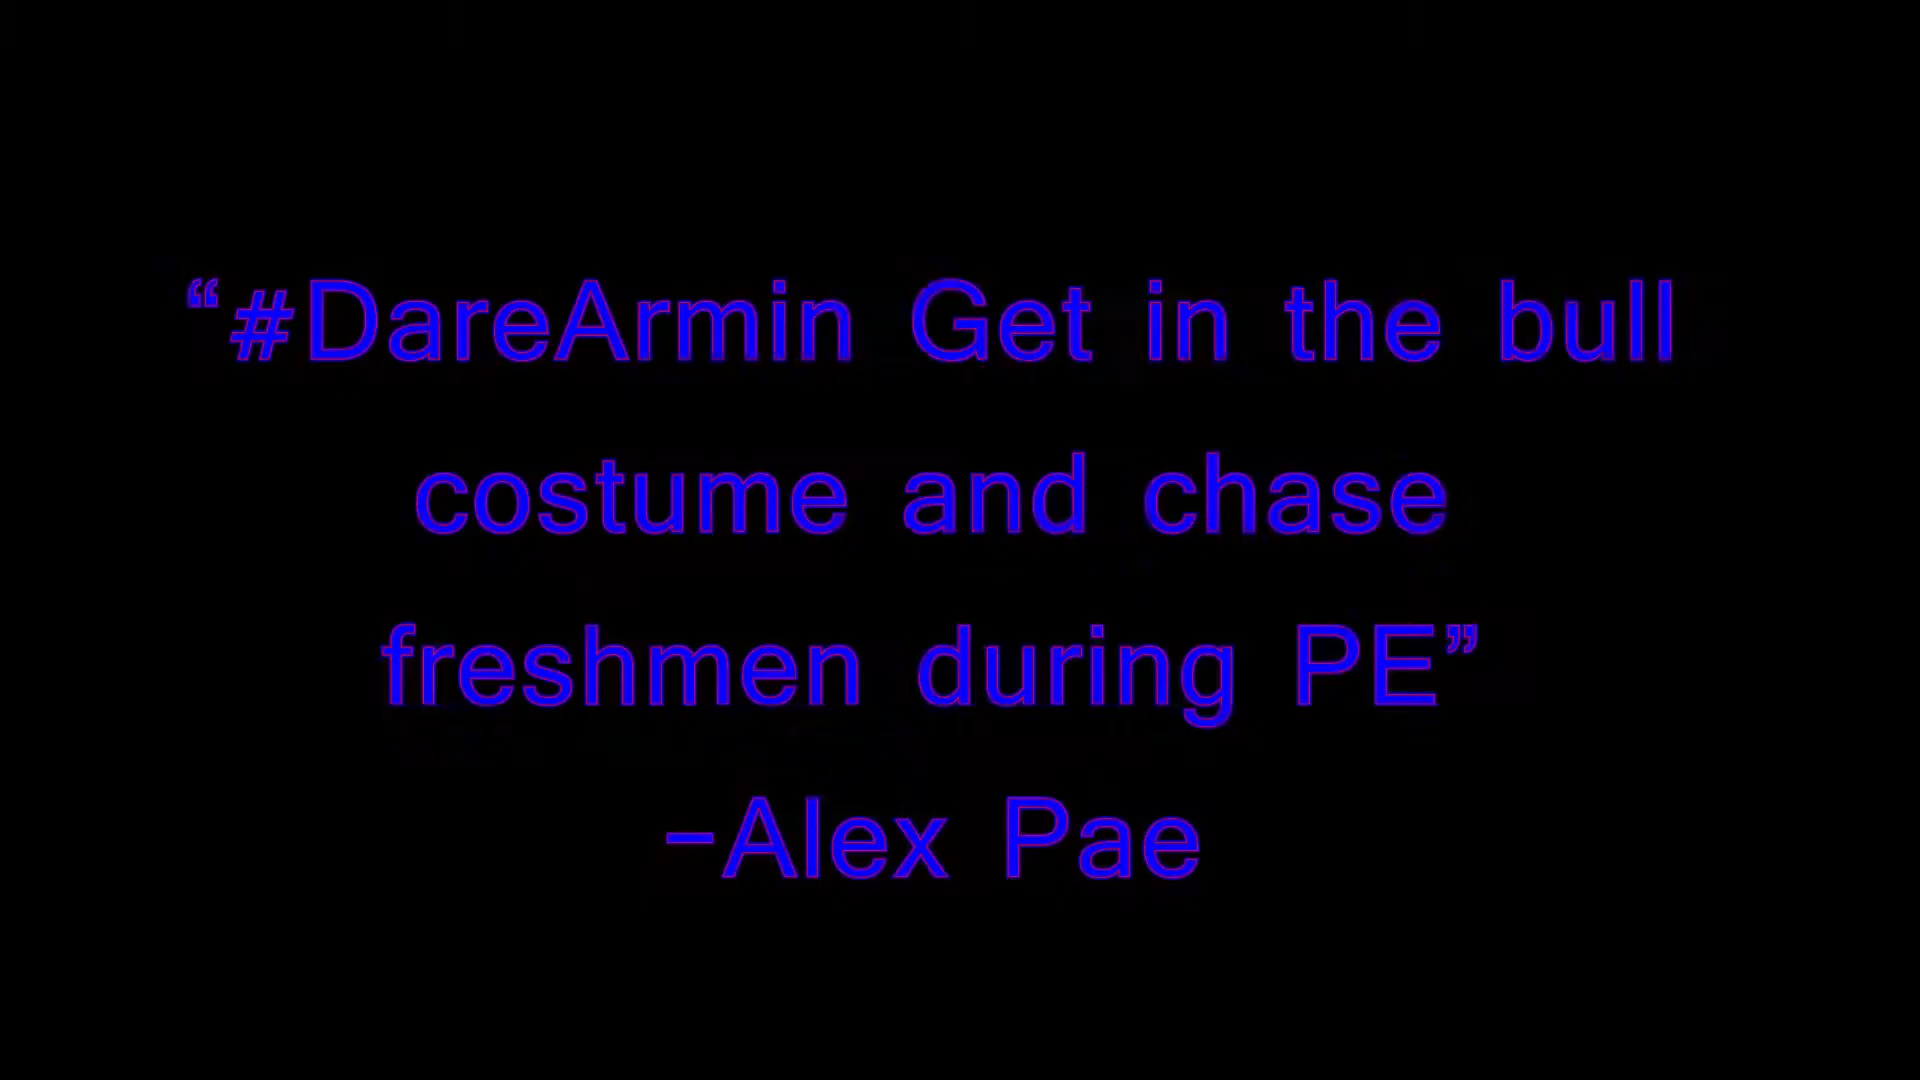 “#DareArmin Get in the bull
costume and chase
freshmen during PE”
-Alex Pae